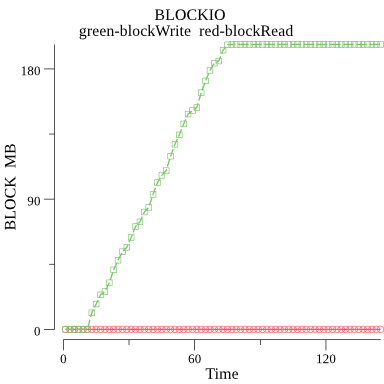 BLOCKIO
green-blockWrite red-blockRead
180
90
0
BLOCK MB
0 60 120
Time